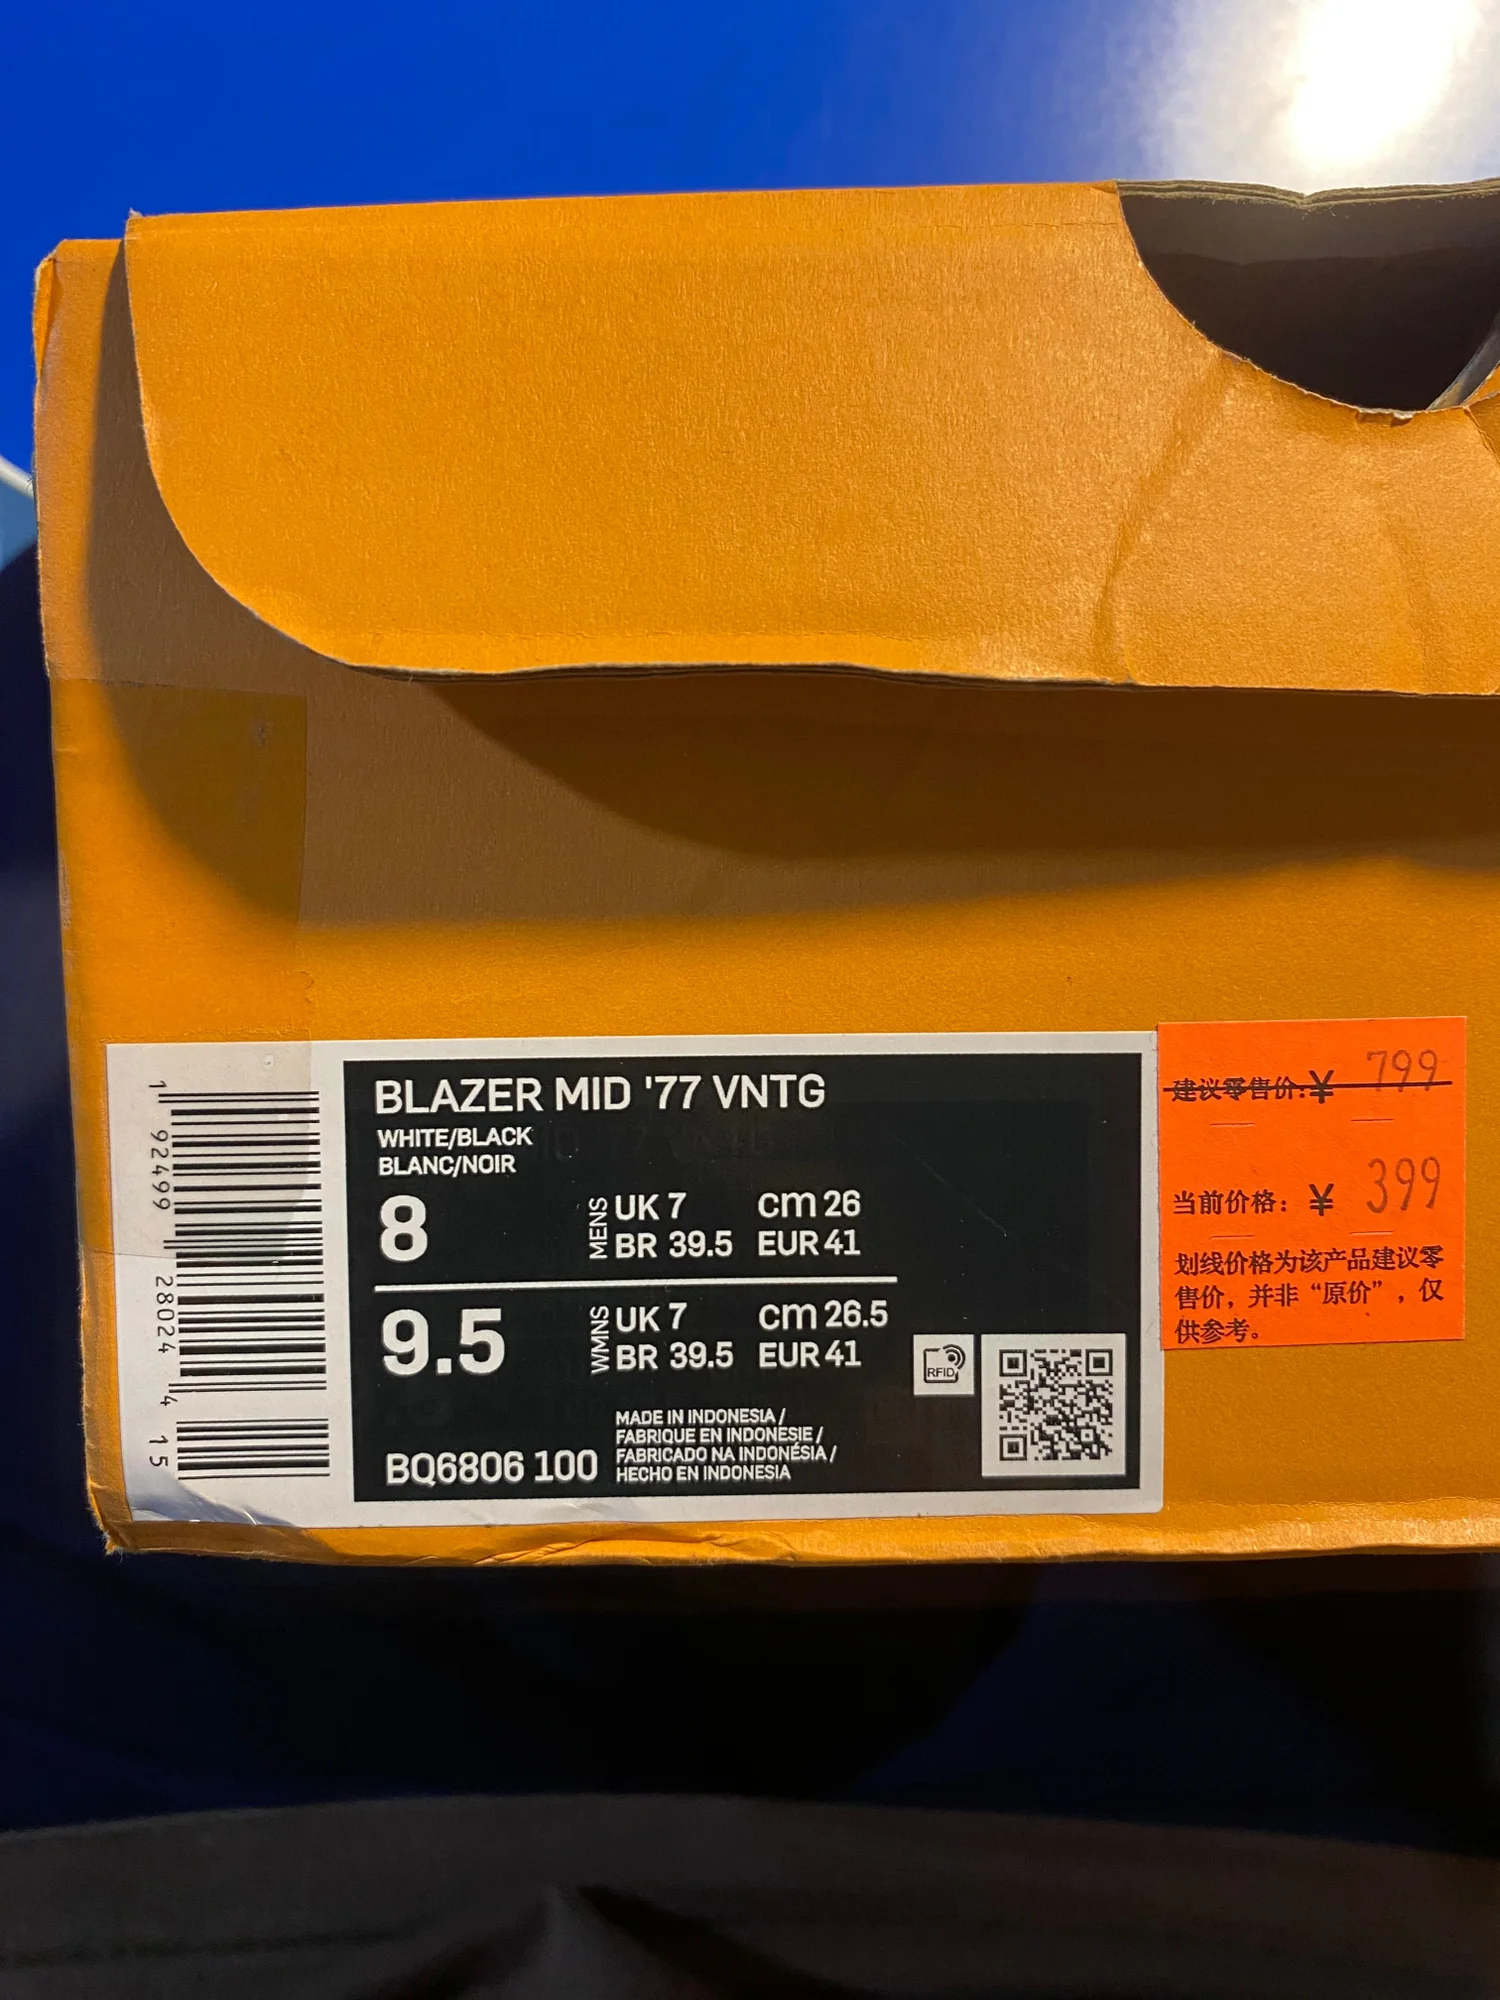 1 92499 28024 4 15
BLAZER MID '77 VNTG
WHITE/BLACK
BLANC/NOIR
8 MENS UK 7 cm 26
BR 39.5 EUR 41
9.5 WMNS UK 7 cm 26.5
BR 39.5 EUR 41
RFID
MADE IN INDONESIA /
FABRIQUE EN INDONÉSIE /
FABRICADO NA INDONÉSIA /
HECHO EN INDONESIA
BQ6806 100
建议零售价:¥ 799
当前价格: ¥ 399
划线价格为该产品建议零
售价, 并非“原价”, 仅
供参考。